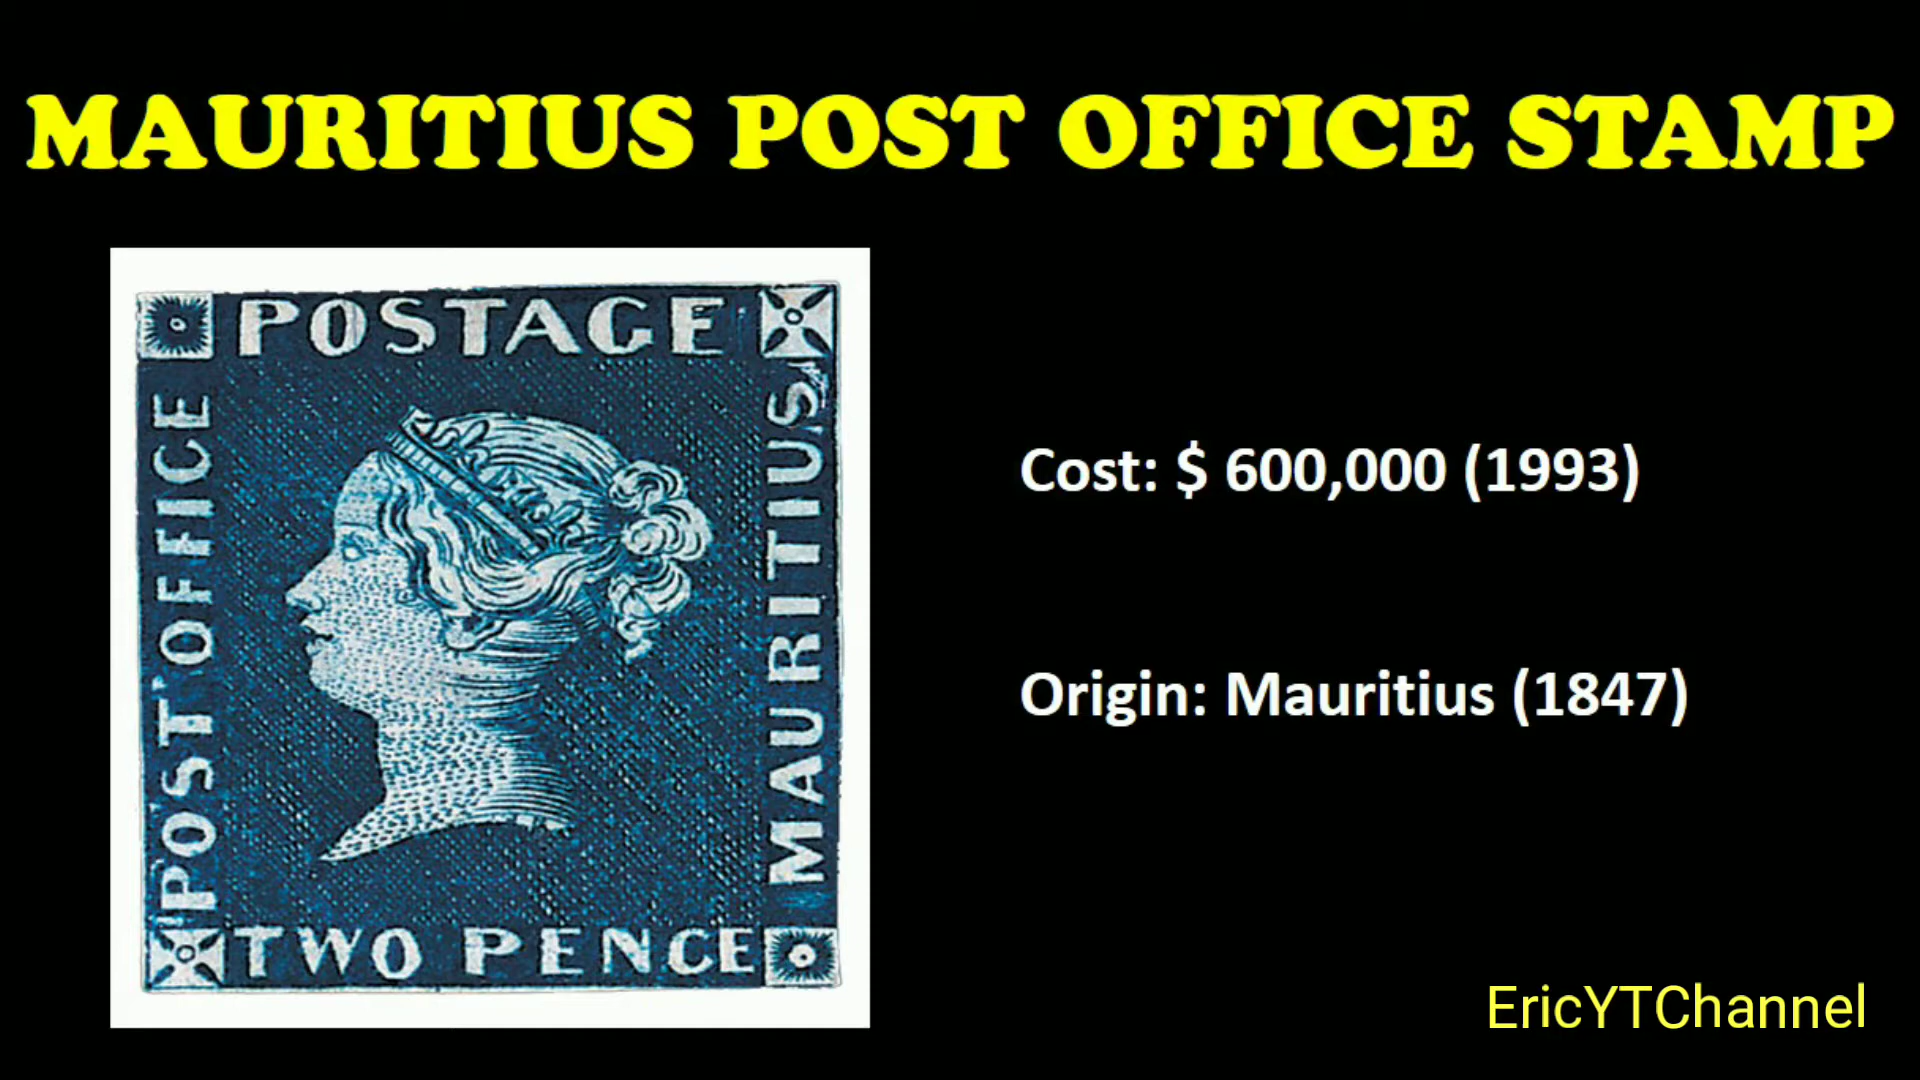 MAURITIUS POST OFFICE STAMP
POSTAGE
POST OFFICE
MAURITIUS
TWO PENCE
Cost: $ 600,000 (1993)
Origin: Mauritius (1847)
EricYTChannel